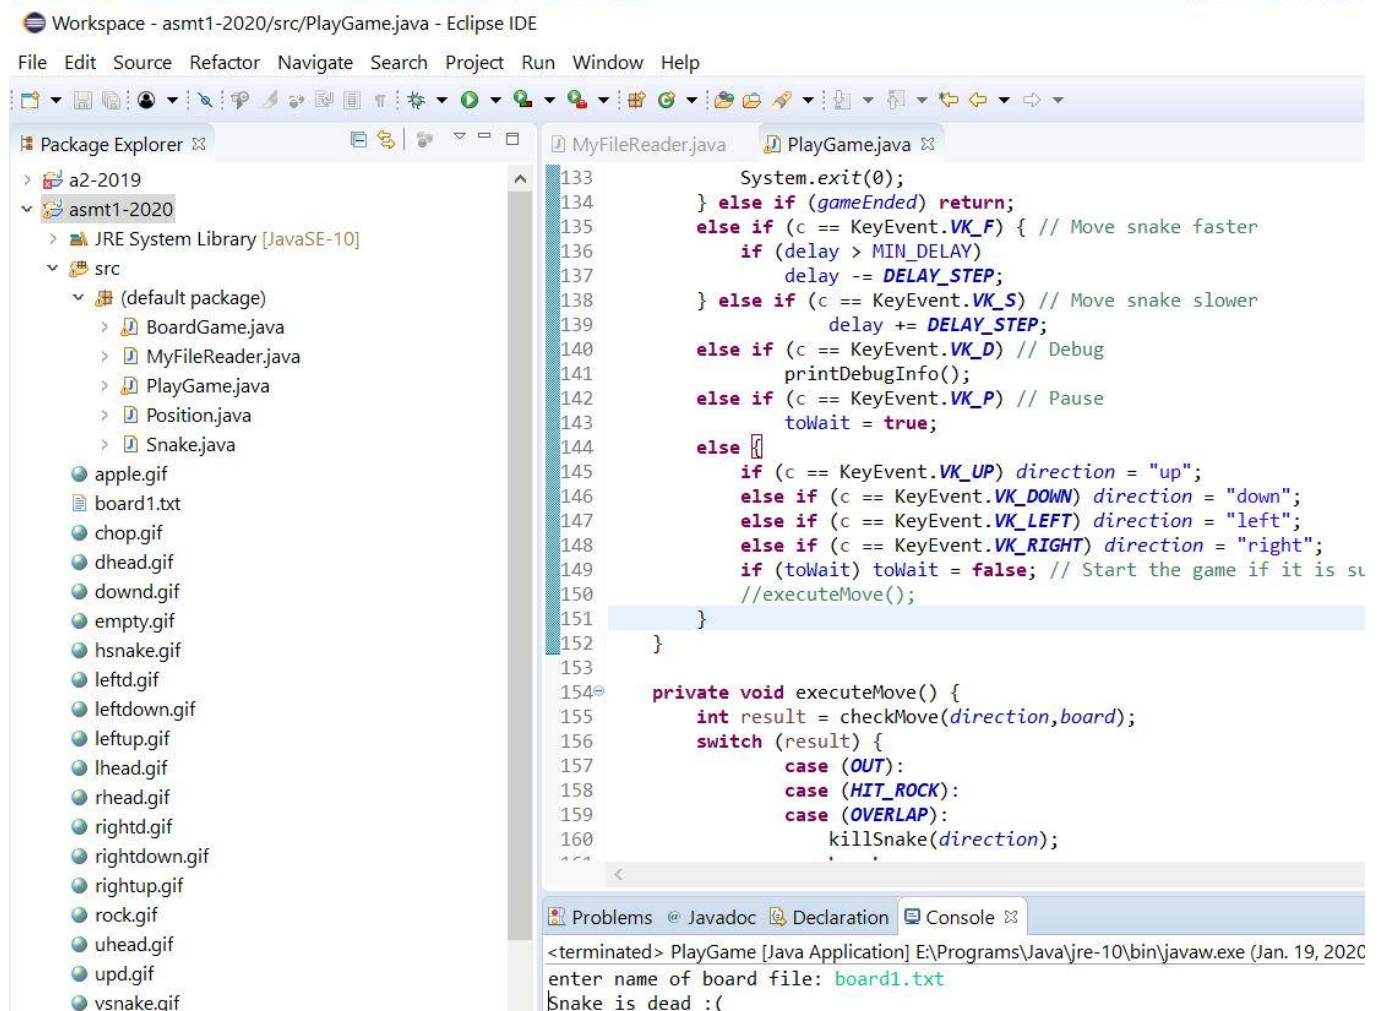 Workspace - asmt1-2020/src/PlayGame.java - Eclipse IDE
File Edit Source Refactor Navigate Search Project Run Window Help
Package Explorer
a2-2019
asmt1-2020
JRE System Library [JavaSE-10]
src
(default package)
BoardGame.java
MyFileReader.java
PlayGame.java
Position.java
Snake.java
apple.gif
board1.txt
chop.gif
dhead.gif
downd.gif
empty.gif
hsnake.gif
leftd.gif
leftdown.gif
leftup.gif
lhead.gif
rhead.gif
rightd.gif
rightdown.gif
rightup.gif
rock.gif
uhead.gif
upd.gif
vsnake.gif
MyFileReader.java PlayGame.java
133 System.exit(0);
134 } else if (gameEnded) return;
135 else if (c == KeyEvent.VK_F) { // Move snake faster
136 if (delay > MIN_DELAY)
137 delay -= DELAY_STEP;
138 } else if (c == KeyEvent.VK_S) // Move snake slower
139 delay += DELAY_STEP;
140 else if (c == KeyEvent.VK_D) // Debug
141 printDebugInfo();
142 else if (c == KeyEvent.VK_P) // Pause
143 toWait = true;
144 else {
145 if (c == KeyEvent.VK_UP) direction = "up";
146 else if (c == KeyEvent.VK_DOWN) direction = "down";
147 else if (c == KeyEvent.VK_LEFT) direction = "left";
148 else if (c == KeyEvent.VK_RIGHT) direction = "right";
149 if (toWait) toWait = false; // Start the game if it is su
150 //executeMove();
151 }
152 }
153
154 private void executeMove() {
155 int result = checkMove(direction,board);
156 switch (result) {
157 case (OUT):
158 case (HIT_ROCK):
159 case (OVERLAP):
160 killSnake(direction);
Problems @ Javadoc Declaration Console
<terminated> PlayGame [Java Application] E:\Programs\Java\jre-10\bin\javaw.exe (Jan. 19, 2020
enter name of board file: board1.txt
Snake is dead :(